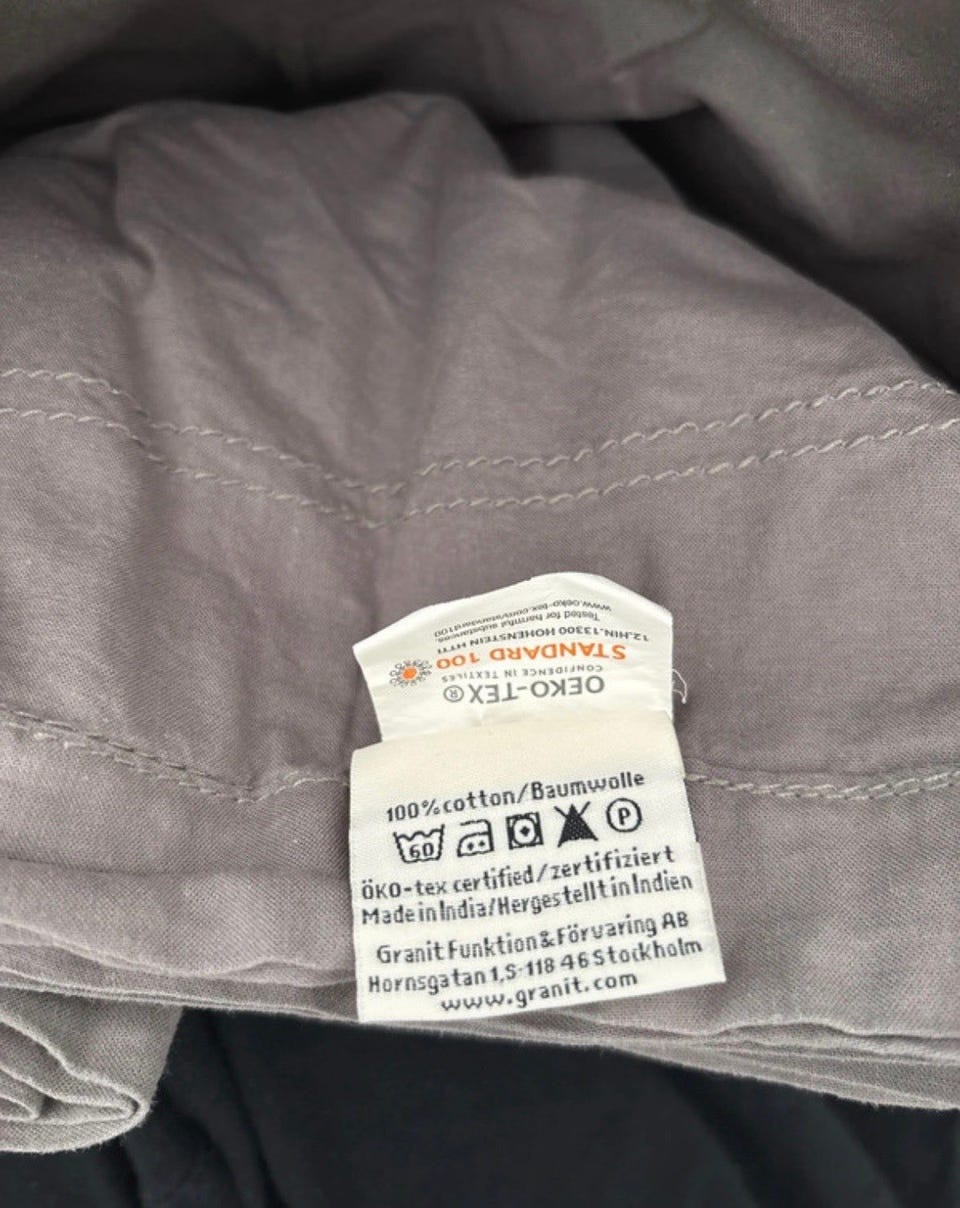 www.oeko-tex.com/standard100
Tested for harmful substances.
12.HIN.13300 HOHENSTEIN HTTI
STANDARD 100
CONFIDENCE IN TEXTILES
OEKO-TEX®
100%cotton/Baumwolle
60 P
öKO-tex certified/zertifiziert
Made in India/Hergestellt in Indien
Granit Funktion&Förvaring AB
Hornsgatan 1,S-118 46 Stockholm
www.granit.com